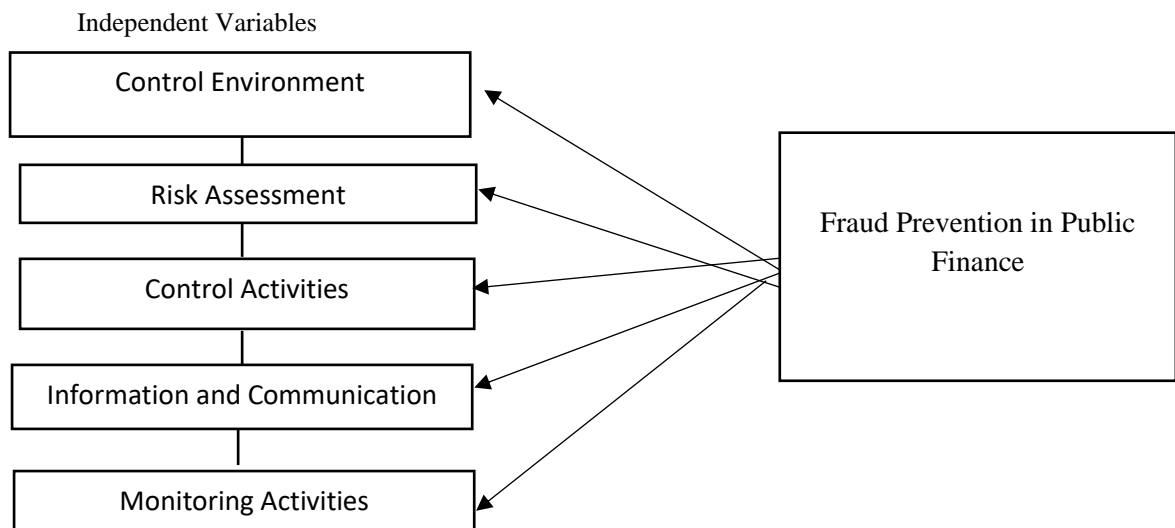 Independent Variables
Control Environment
Risk Assessment
Control Activities
Information and Communication
Monitoring Activities
Fraud Prevention in Public
Finance